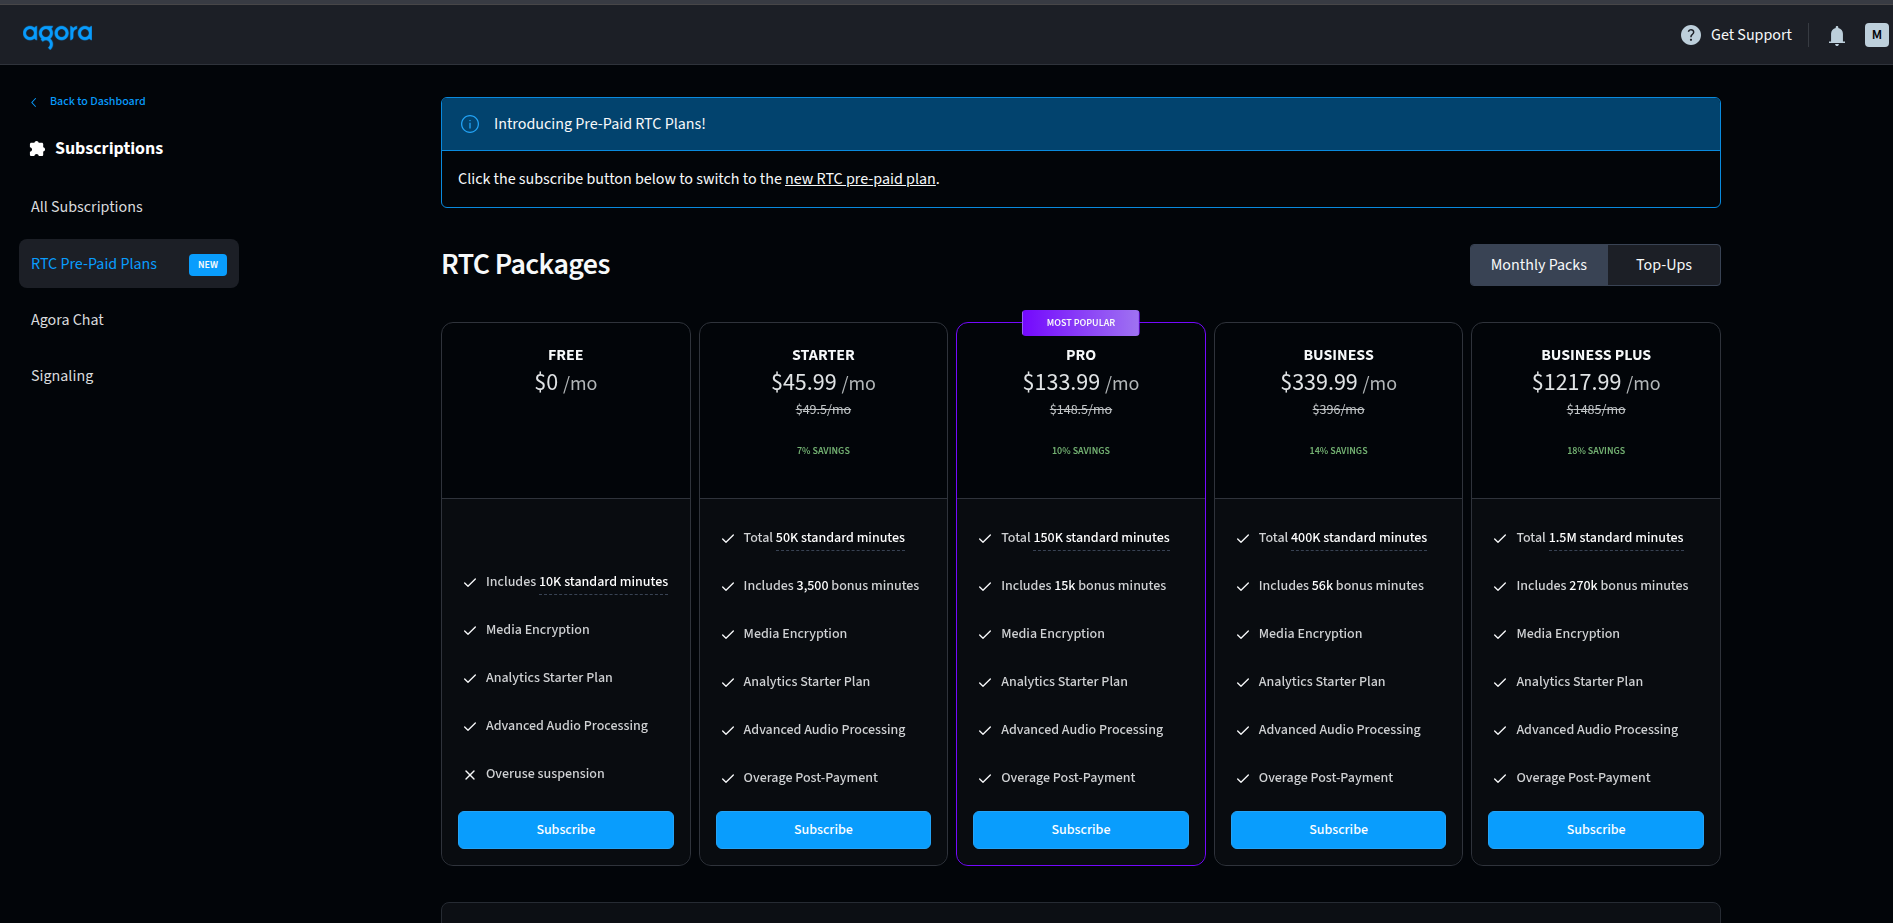 agora
Get Support
M
Back to Dashboard
Subscriptions
All Subscriptions
RTC Pre-Paid Plans NEW
Agora Chat
Signaling
Introducing Pre-Paid RTC Plans!
Click the subscribe button below to switch to the new RTC pre-paid plan.
RTC Packages
Monthly Packs
Top-Ups
FREE
$0 /mo
Includes 10K standard minutes
Media Encryption
Analytics Starter Plan
Advanced Audio Processing
Overuse suspension
Subscribe
STARTER
$45.99 /mo
$49.5/mo
7% SAVINGS
Total 50K standard minutes
Includes 3,500 bonus minutes
Media Encryption
Analytics Starter Plan
Advanced Audio Processing
Overage Post-Payment
Subscribe
MOST POPULAR
PRO
$133.99 /mo
$148.5/mo
10% SAVINGS
Total 150K standard minutes
Includes 15k bonus minutes
Media Encryption
Analytics Starter Plan
Advanced Audio Processing
Overage Post-Payment
Subscribe
BUSINESS
$339.99 /mo
$396/mo
14% SAVINGS
Total 400K standard minutes
Includes 56k bonus minutes
Media Encryption
Analytics Starter Plan
Advanced Audio Processing
Overage Post-Payment
Subscribe
BUSINESS PLUS
$1217.99 /mo
$1485/mo
18% SAVINGS
Total 1.5M standard minutes
Includes 270k bonus minutes
Media Encryption
Analytics Starter Plan
Advanced Audio Processing
Overage Post-Payment
Subscribe